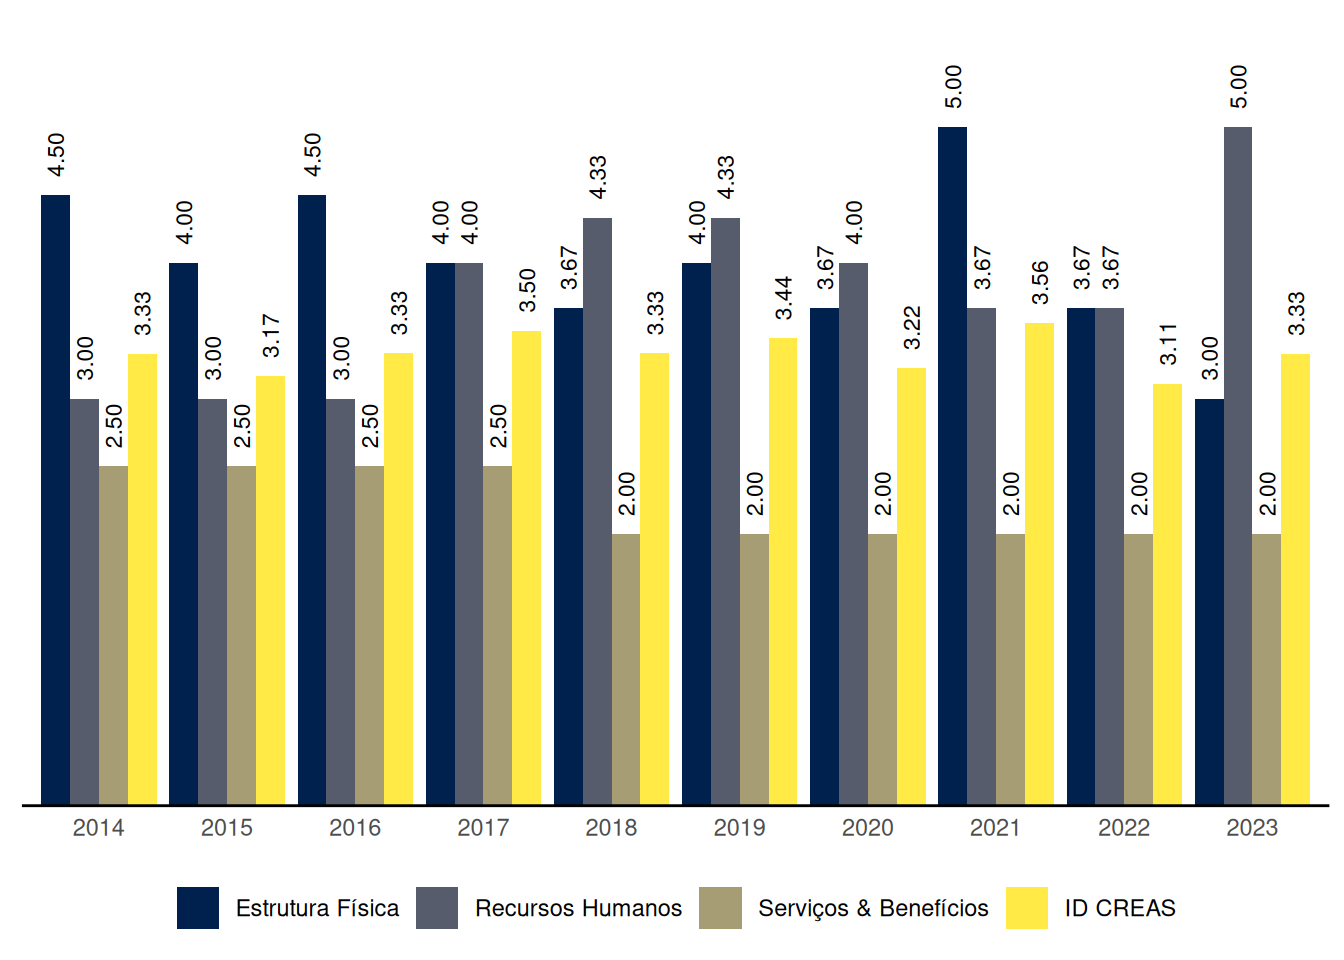 5.00 5.00
4.50 4.50
4.33 4.33
4.00 4.00 4.00 4.00 4.00
3.67 3.67 3.67 3.67 3.67
3.33 3.17 3.33 3.50 3.33 3.44 3.22 3.56 3.11 3.33
3.00 3.00 3.00 3.00
2.50 2.50 2.50 2.50
2.00 2.00 2.00 2.00 2.00 2.00
2014 2015 2016 2017 2018 2019 2020 2021 2022 2023
Estrutura Física Recursos Humanos Serviços & Benefícios ID CREAS